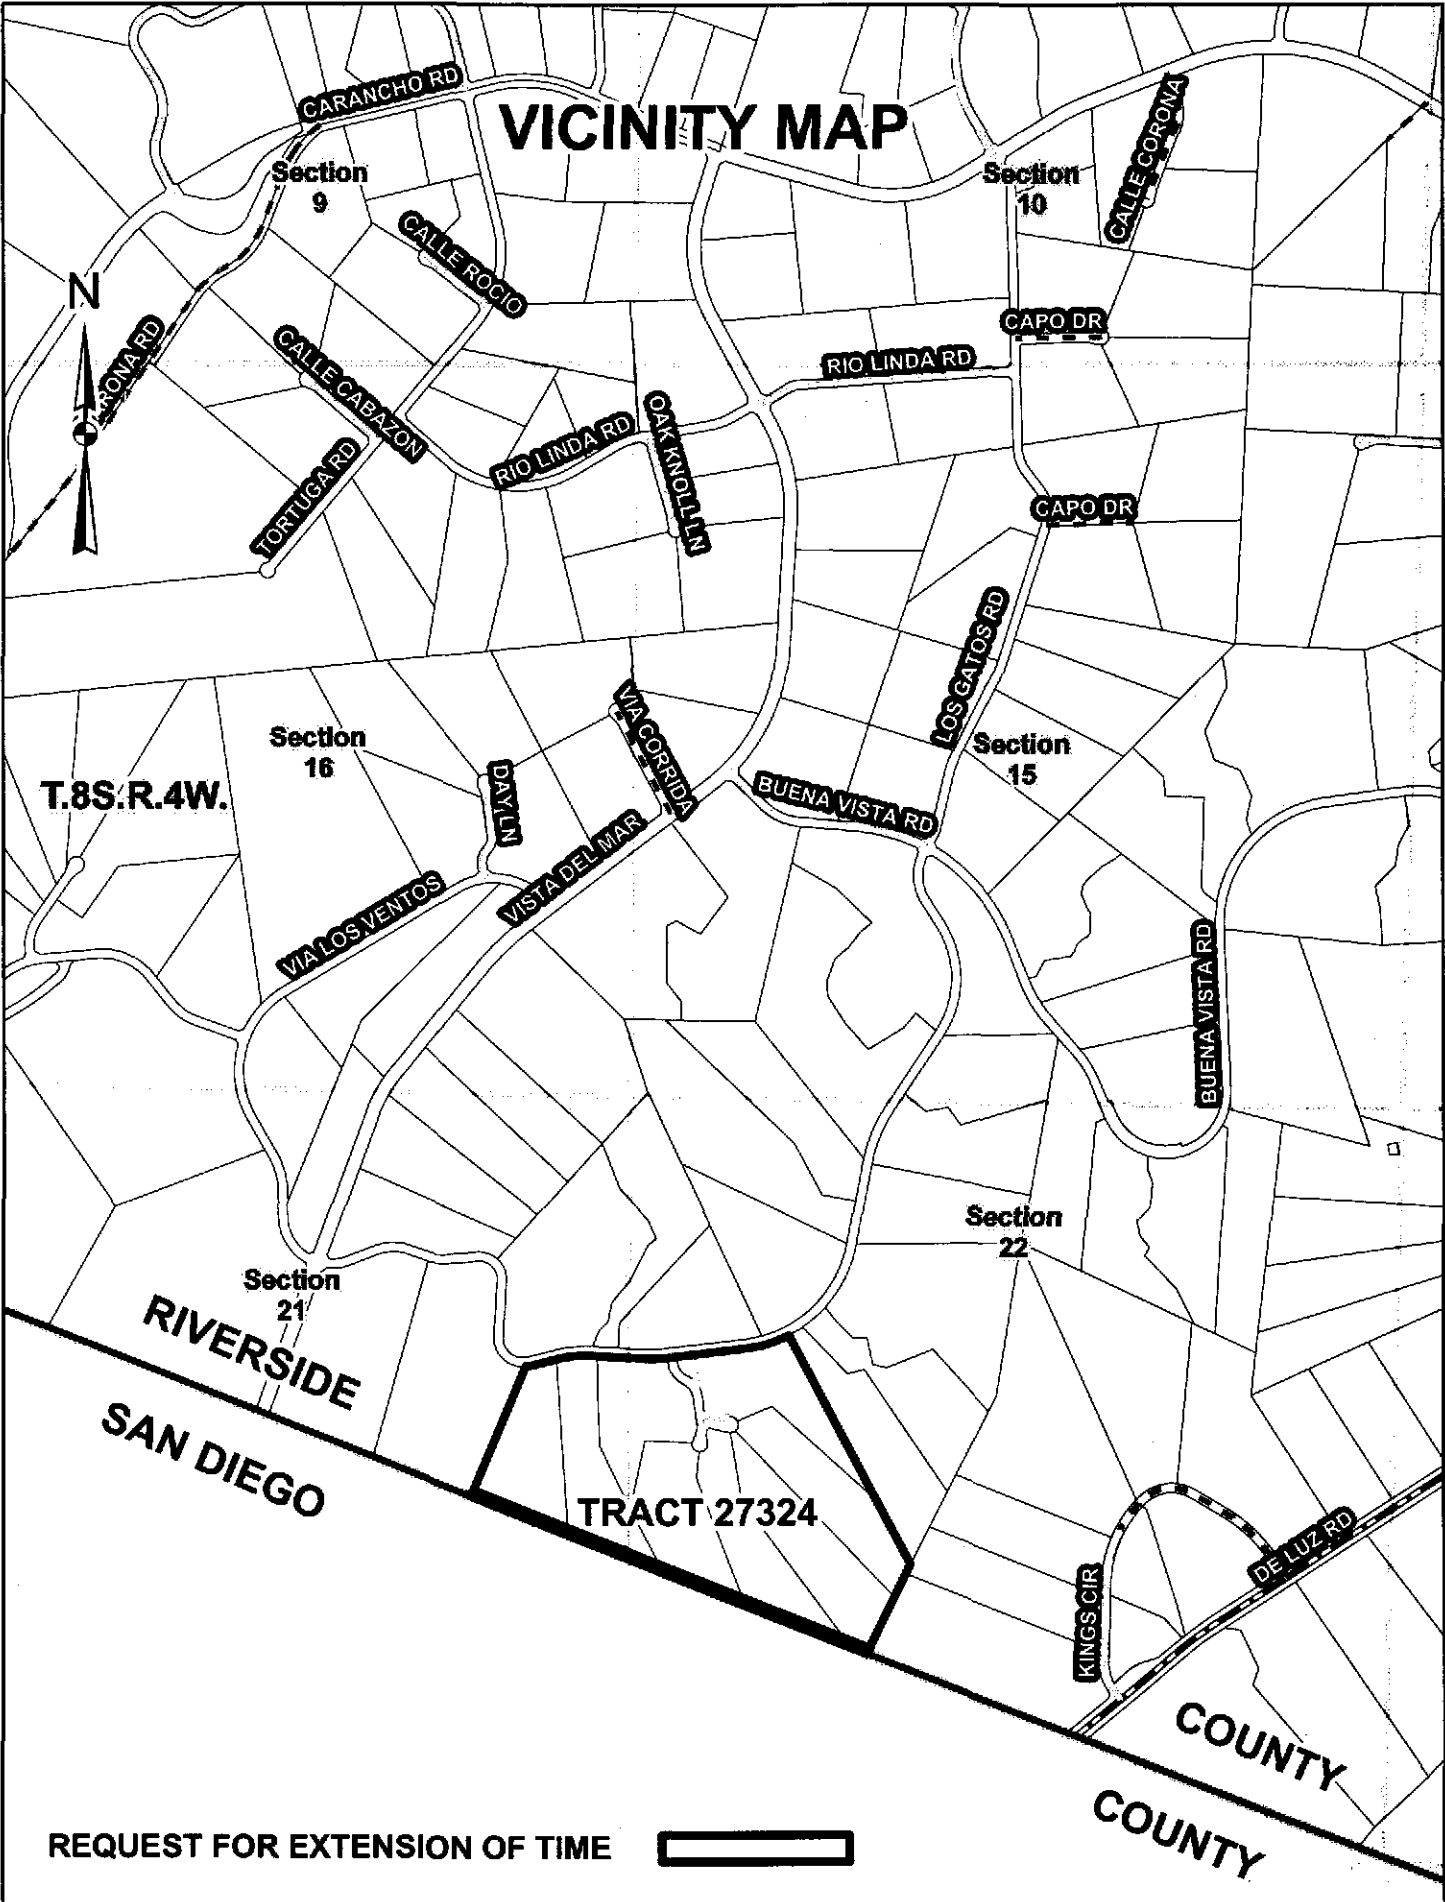 CARANCHO RD
VICINITY MAP
Section
9
Section
10
CALLE CORONA
CALLE ROCIO
N
RONA RD
CALLE CABAZON
CAPO DR
RIO LINDA RD
OAK KNOLL LN
RIO LINDA RD
TORTUGA RD
CAPO DR
LOS GATOS RD
VIA CORRIDA
Section
16
Section
15
T.8S.R.4W.
DAY LN
BUENA VISTA RD
VISTA DEL MAR
VIA LOS VENTOS
BUENA VISTA RD
Section
22
Section
21
RIVERSIDE
SAN DIEGO
TRACT 27324
DE LUZ RD
KINGS CIR
COUNTY
COUNTY
REQUEST FOR EXTENSION OF TIME